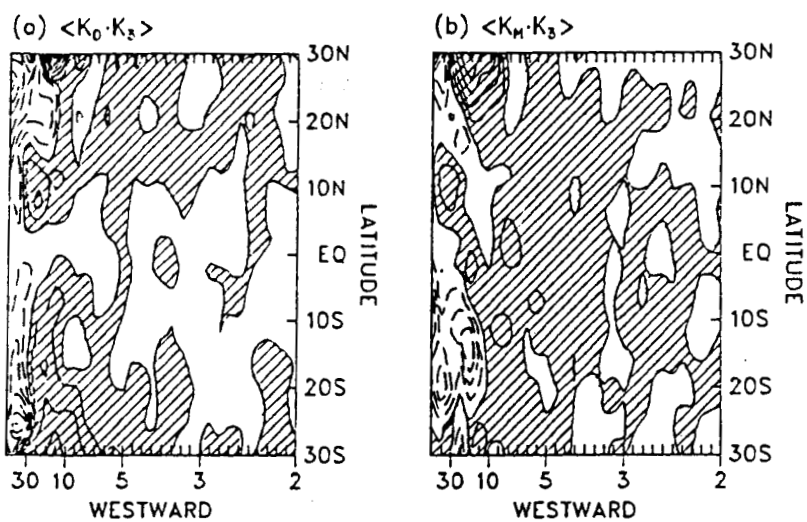 (a) <K₀·K₃>
30N
20N
10N
EQ
10S
20S
30S
LATITUDE
30 10 5 3 2
WESTWARD
(b) <K_M·K₃>
30N
20N
10N
EQ
10S
20S
30S
LATITUDE
30 10 5 3 2
WESTWARD